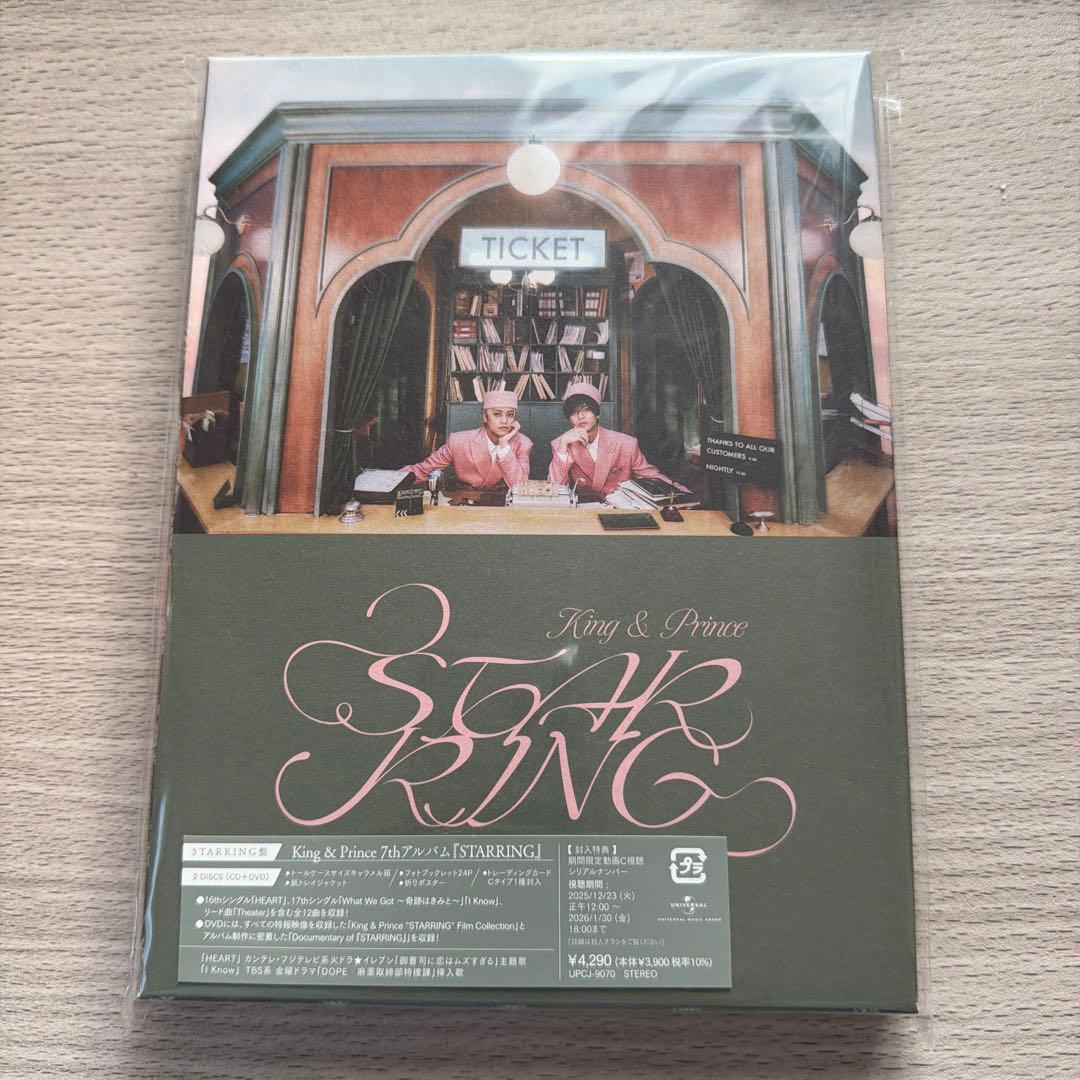 TICKET
THANKS TO ALL OUR
CUSTOMERS
NIGHTLY
King & Prince
STAR
RING
STARRING盤
King & Prince 7thアルバム『STARRING』
2 DISCS (CD+DVD)
●トールケースサイズキャラメル箱
●紙トレイジャケット
●フォトブックレット24P
●折りポスター
●トレーディングカード
Cタイプ1種封入
●16thシングル「HEART」、17thシングル「What We Got ～奇跡はきみと～」「I Know」、
リード曲「Theater」を含む全12曲を収録!
●DVDには、すべての特報映像を収録した「King & Prince "STARRING" Film Collection」と
アルバム制作に密着した「Documentary of『STARRING』」を収録!
「HEART」 カンテレ・フジテレビ系火ドラ★イレブン「御曹司に恋はムズすぎる」主題歌
「I Know」 TBS系 金曜ドラマ「DOPE 麻薬取締部特捜課」挿入歌
【封入特典】
期間限定動画C視聴
シリアルナンバー
視聴期間:
2025/12/23 (火)
正午12:00～
2026/1/30 (金)
18:00まで
(詳細は封入チラシをご覧ください)
¥4,290 (本体¥3,900 税率10%)
UPCJ-9070 STEREO
プラ
UNIVERSAL
UNIVERSAL MUSIC GROUP